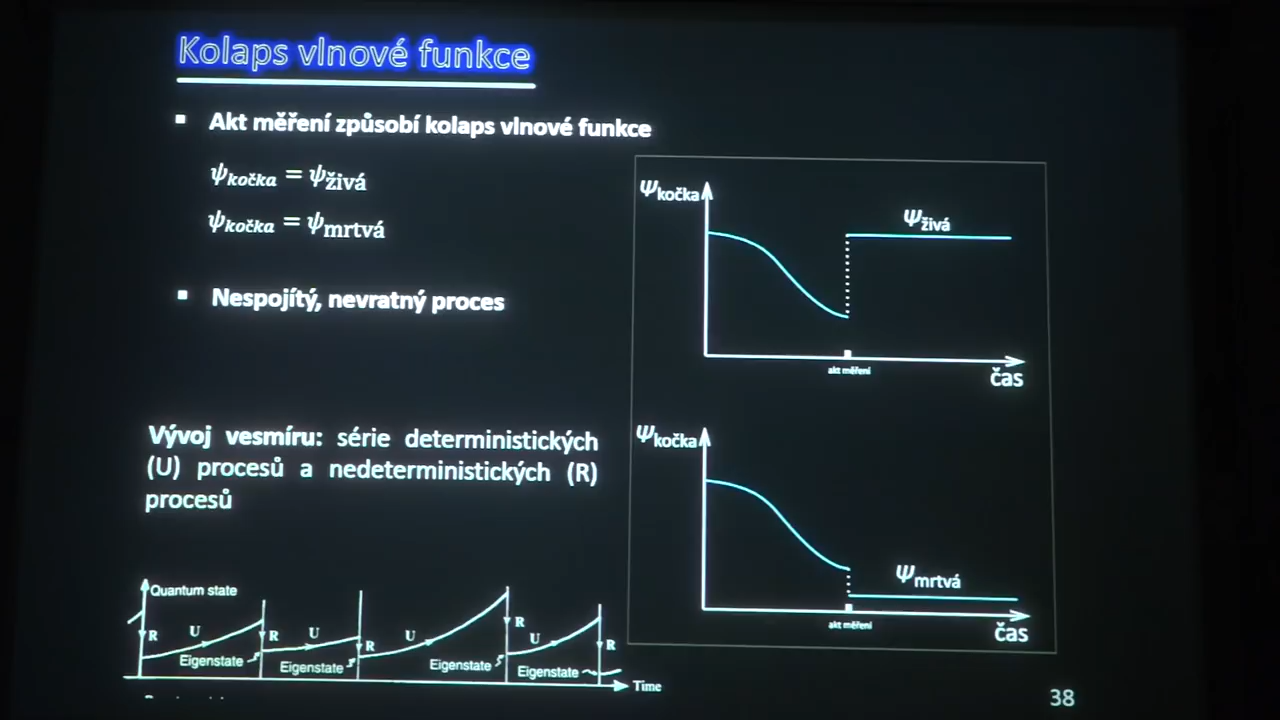 Kolaps vlnové funkce
▪ Akt měření způsobí kolaps vlnové funkce
ψkočka = ψživá
ψkočka = ψmrtvá
▪ Nespojítý, nevratný proces
Vývoj vesmíru: série deterministických
(U) procesů a nedeterministických (R)
procesů
ψkočka
ψživá
akt měření
čas
ψkočka
ψmrtvá
akt měření
čas
Quantum state
R U R U R U R U R
Eigenstate Eigenstate Eigenstate Eigenstate
Time
38